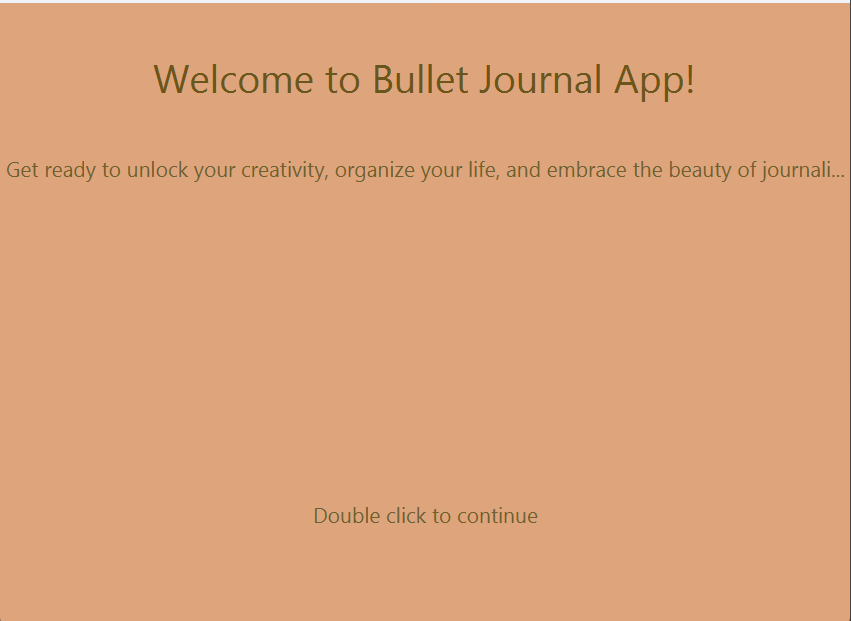 Welcome to Bullet Journal App!
Get ready to unlock your creativity, organize your life, and embrace the beauty of journali...
Double click to continue